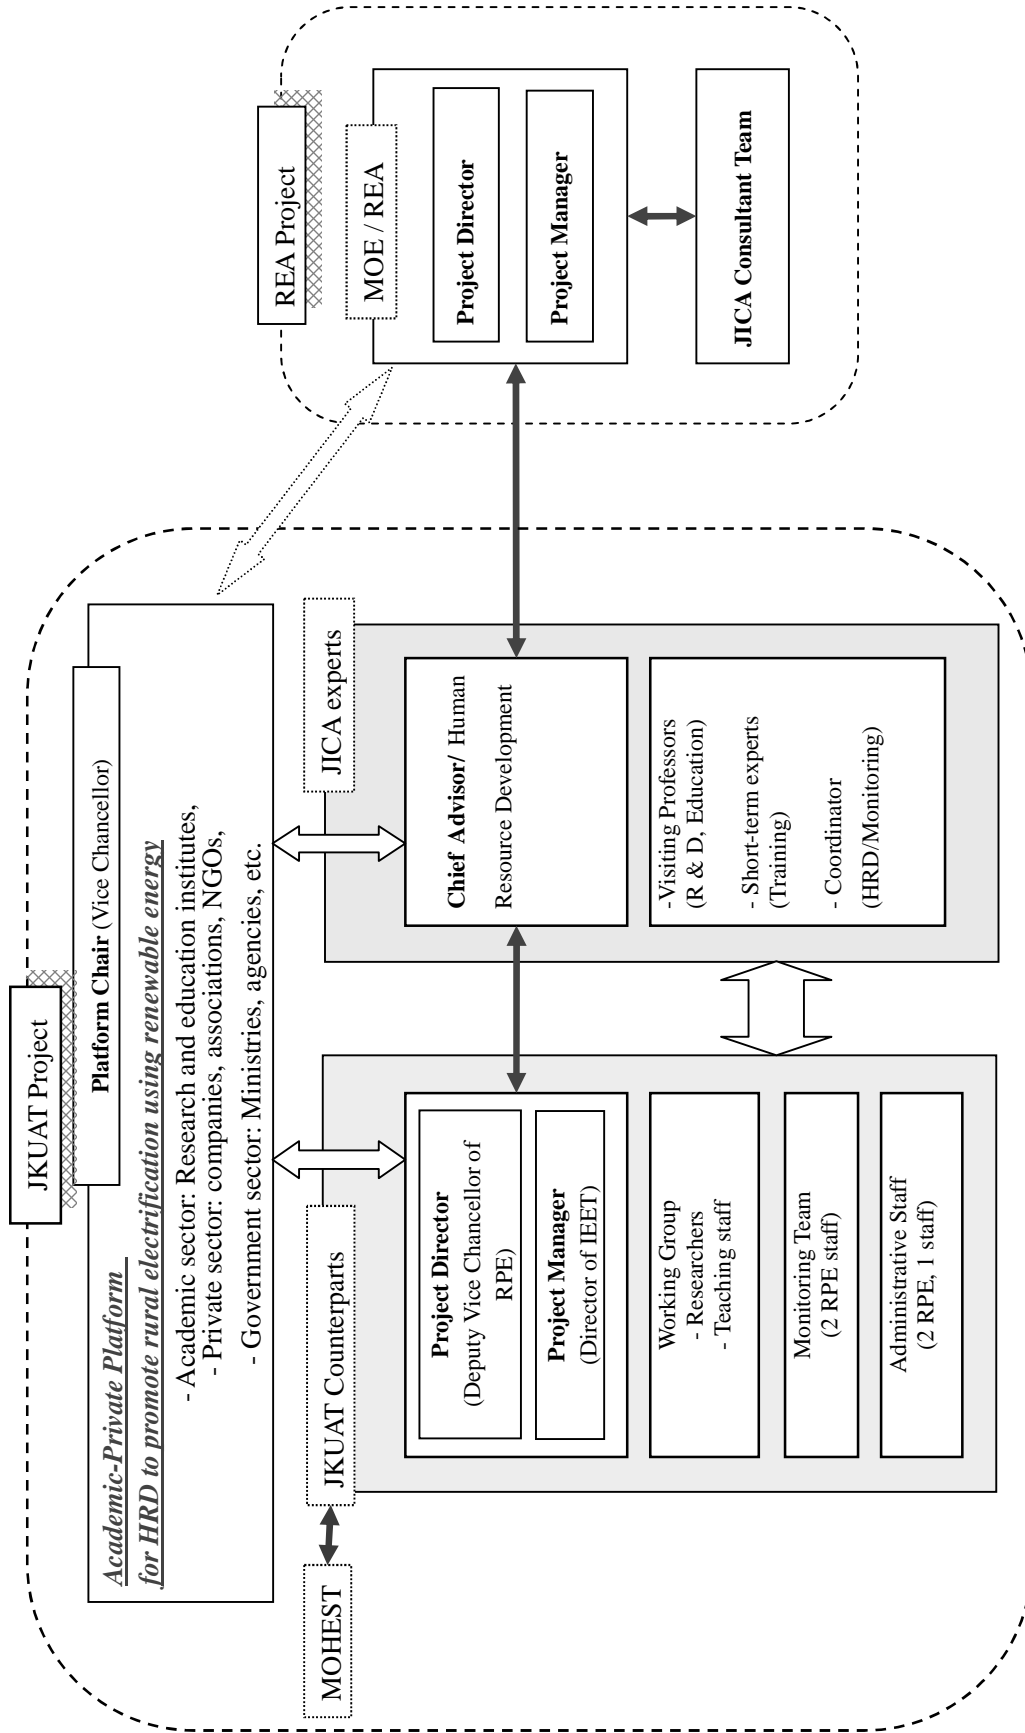 JKUAT Project
Platform Chair (Vice Chancellor)
Academic-Private Platform
for HRD to promote rural electrification using renewable energy
- Academic sector: Research and education institutes,
- Private sector: companies, associations, NGOs,
- Government sector: Ministries, agencies, etc.
MOHEST
JKUAT Counterparts
Project Director
(Deputy Vice Chancellor of
RPE)
Project Manager
(Director of IEET)
Working Group
- Researchers
- Teaching staff
Monitoring Team
(2 RPE staff)
Administrative Staff
(2 RPE, 1 staff)
JICA experts
Chief Advisor/ Human
Resource Development
- Visiting Professors
(R & D, Education)
- Short-term experts
(Training)
- Coordinator
(HRD/Monitoring)
REA Project
MOE / REA
Project Director
Project Manager
JICA Consultant Team